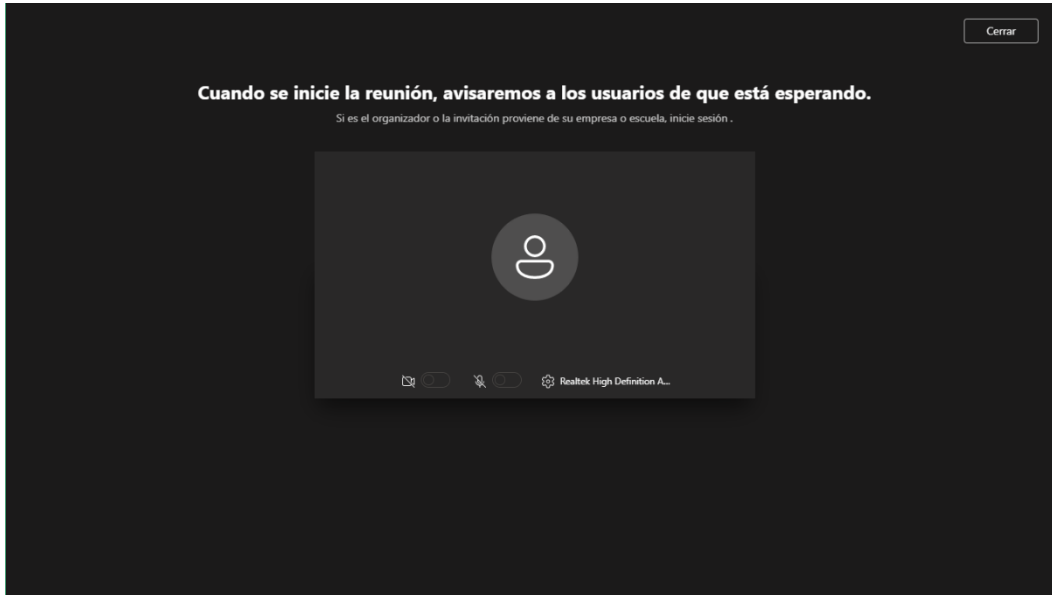 Cerrar
Cuando se inicie la reunión, avisaremos a los usuarios de que está esperando.
Si es el organizador o la invitación proviene de su empresa o escuela, inicie sesión .
Realtek High Definition A...